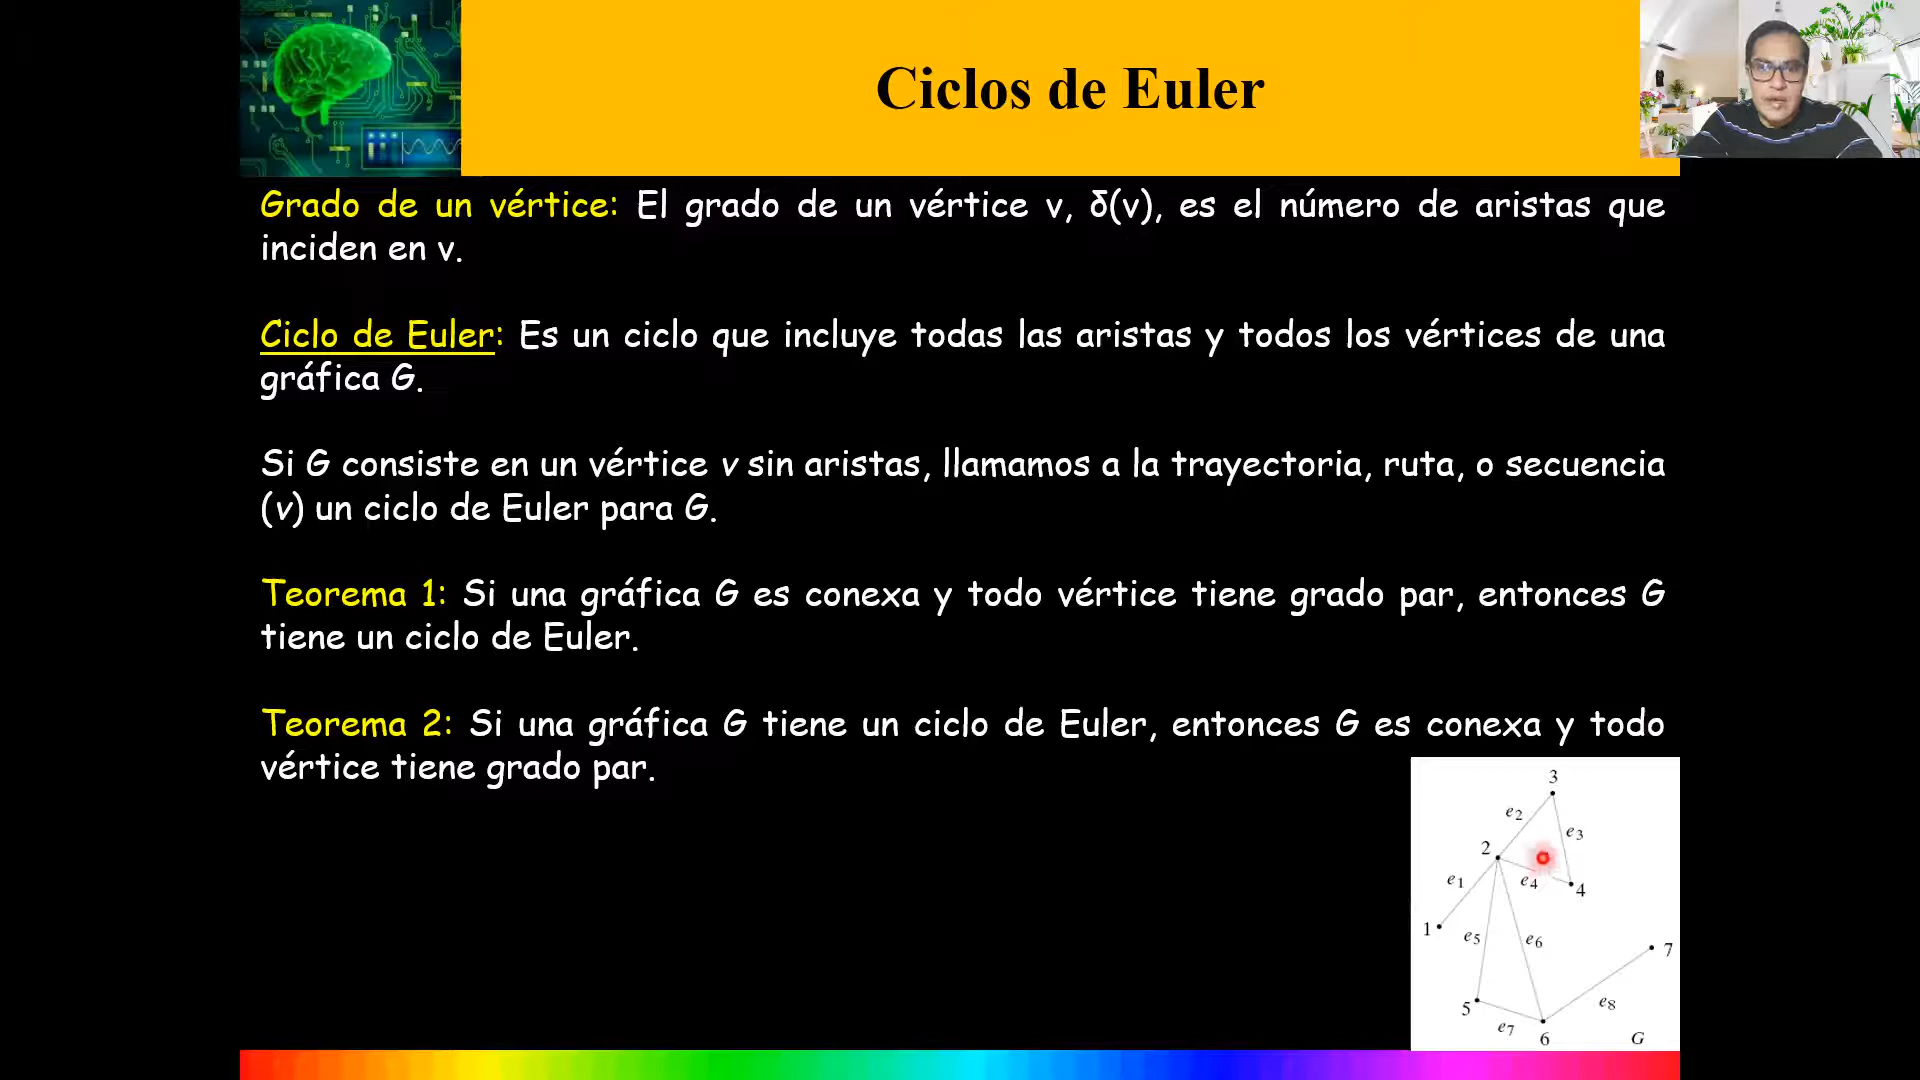 Ciclos de Euler
Grado de un vértice: El grado de un vértice v, δ(v), es el número de aristas que
inciden en v.
Ciclo de Euler: Es un ciclo que incluye todas las aristas y todos los vértices de una
gráfica G.
Si G consiste en un vértice v sin aristas, llamamos a la trayectoria, ruta, o secuencia
(v) un ciclo de Euler para G.
Teorema 1: Si una gráfica G es conexa y todo vértice tiene grado par, entonces G
tiene un ciclo de Euler.
Teorema 2: Si una gráfica G tiene un ciclo de Euler, entonces G es conexa y todo
vértice tiene grado par.
3
e2
e3
2
e1
e4
4
1
e5
e6
7
5
e8
e7
6
G